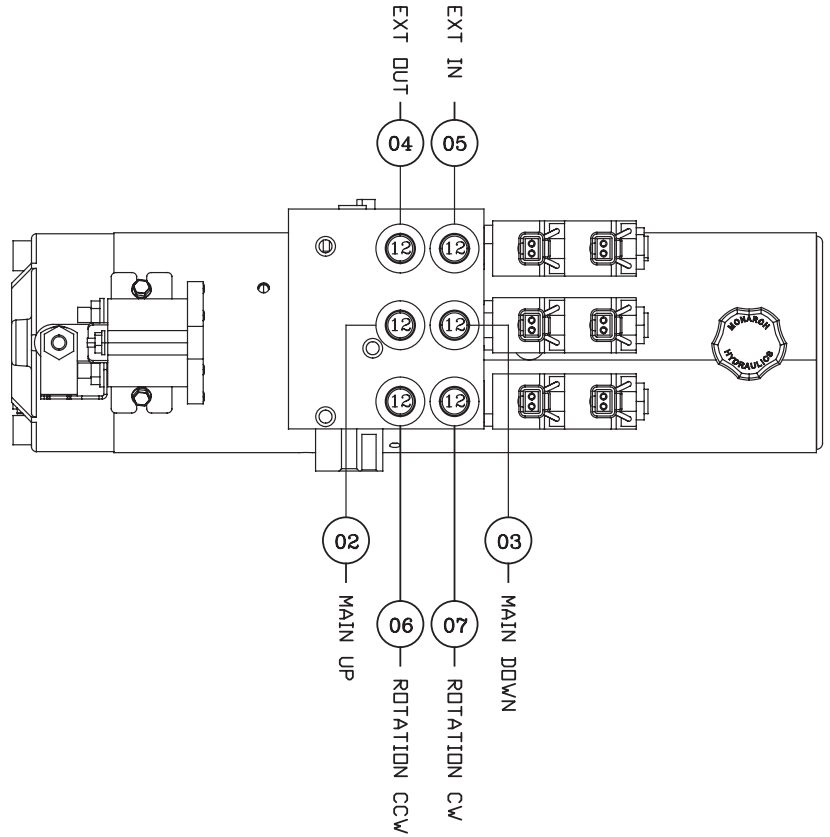 EXT OUT
EXT IN
04
05
12
12
12
12
MONARCH
HYDRAULICS
12
12
02
03
MAIN UP
MAIN DOWN
06
07
ROTATION CCW
ROTATION CW